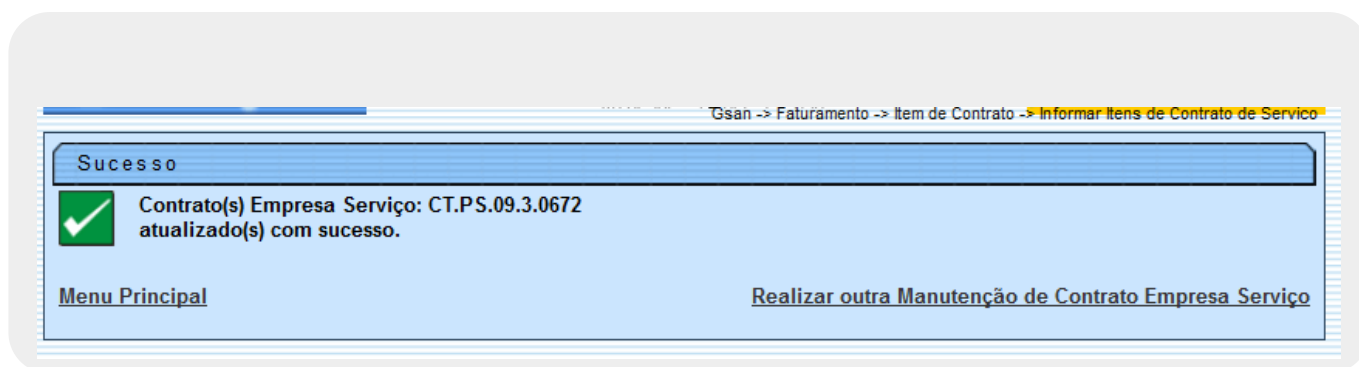 Gsan -> Faturamento -> Item de Contrato -> Informar Itens de Contrato de Servico
Sucesso
Contrato(s) Empresa Serviço: CT.PS.09.3.0672
atualizado(s) com sucesso.
Menu Principal
Realizar outra Manutenção de Contrato Empresa Serviço